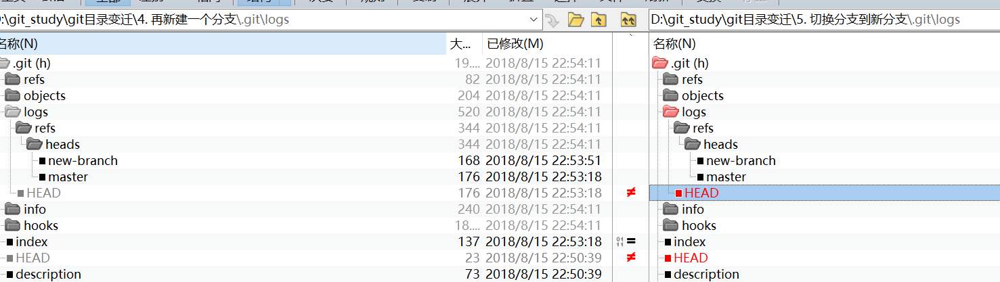 :\git_study\git目录变迁\4. 再新建一个分支\.git\logs D:\git_study\git目录变迁\5. 切换分支到新分支\.git\logs
名称(N) 大... 已修改(M) 名称(N)
.git (h) 19.... 2018/8/15 22:54:11 .git (h)
refs 82 2018/8/15 22:54:11 refs
objects 204 2018/8/15 22:54:11 objects
logs 520 2018/8/15 22:54:11 logs
refs 344 2018/8/15 22:54:11 refs
heads 344 2018/8/15 22:54:11 heads
new-branch 168 2018/8/15 22:53:51 new-branch
master 176 2018/8/15 22:53:18 master
HEAD 176 2018/8/15 22:53:18 ≠ HEAD
info 240 2018/8/15 22:54:11 info
hooks 18.... 2018/8/15 22:54:11 hooks
index 137 2018/8/15 22:53:18 = index
HEAD 23 2018/8/15 22:50:39 ≠ HEAD
description 73 2018/8/15 22:50:39 description